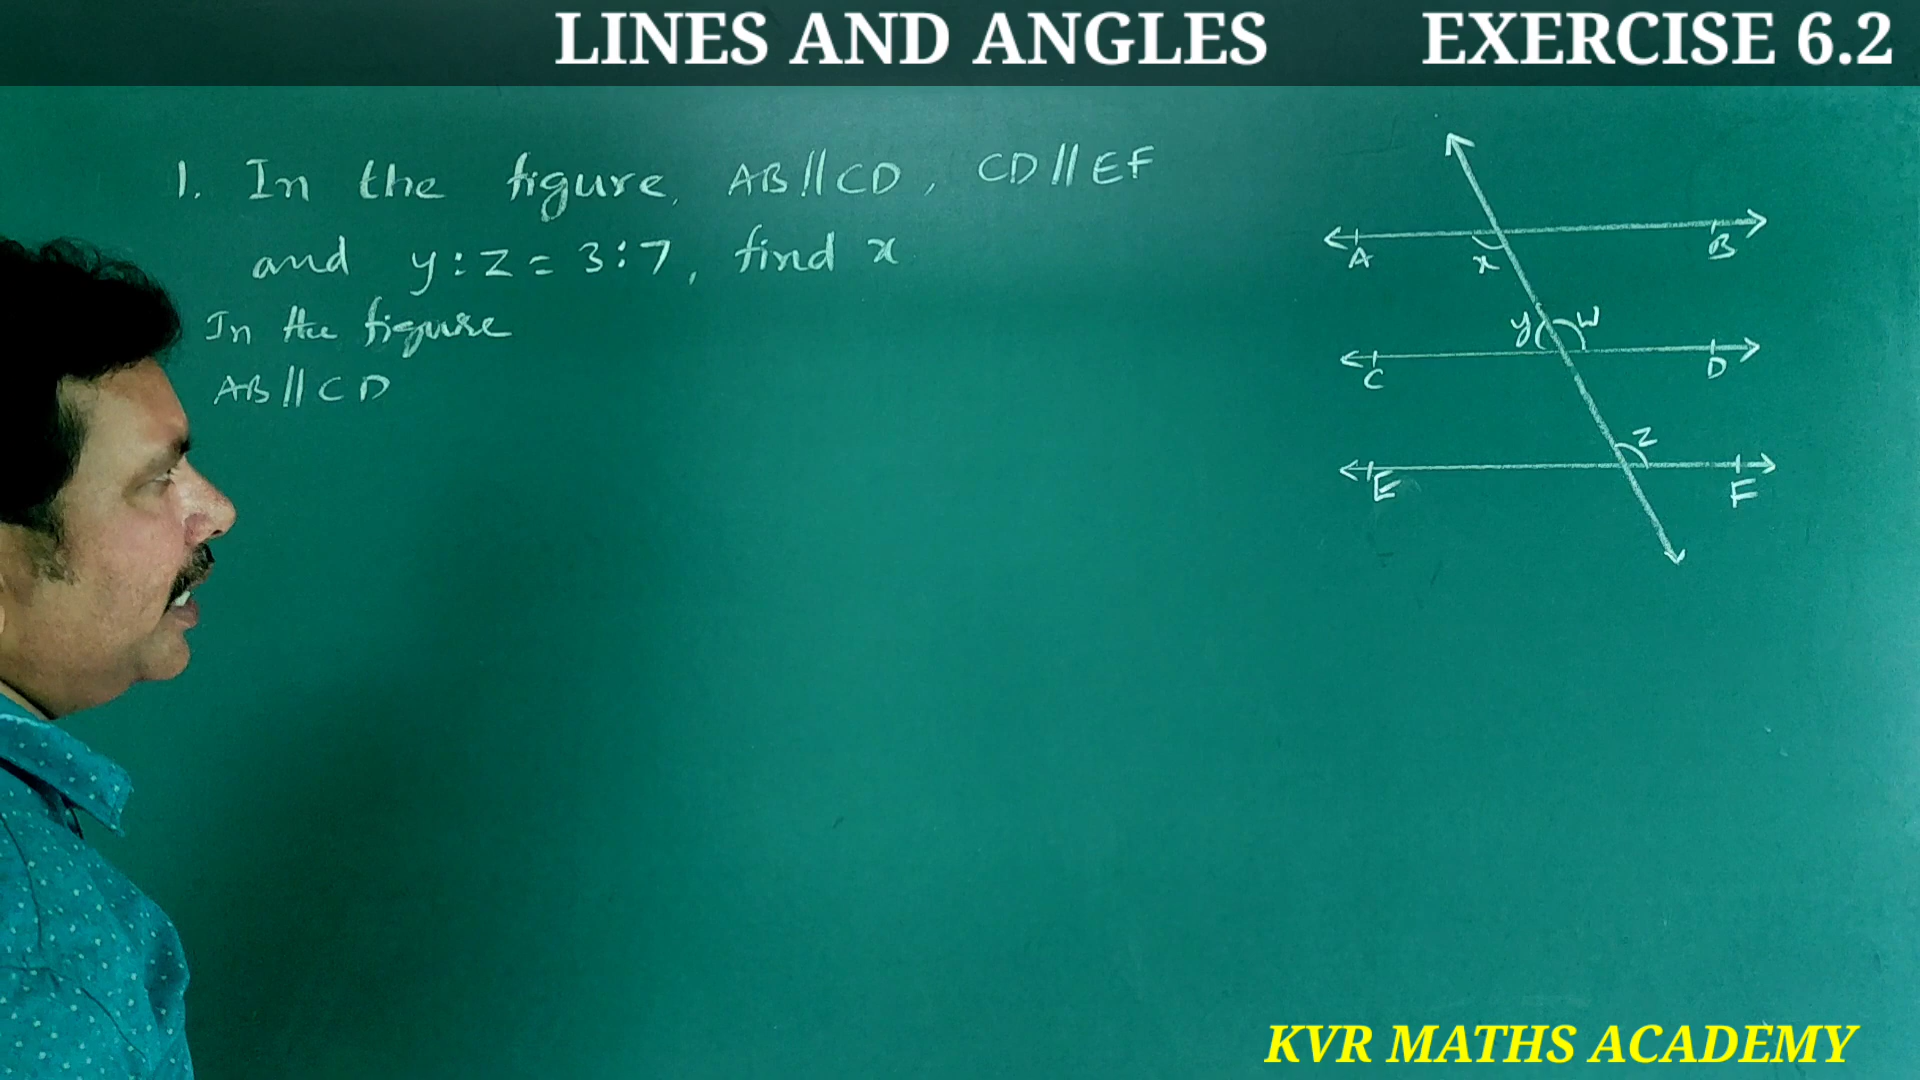 LINES AND ANGLES EXERCISE 6.2
1. In the figure, AB//CD, CD//EF
and y:z = 3:7, find x
In the figure
AB//CD
A B
x
y w
C D
z
E F
KVR MATHS ACADEMY